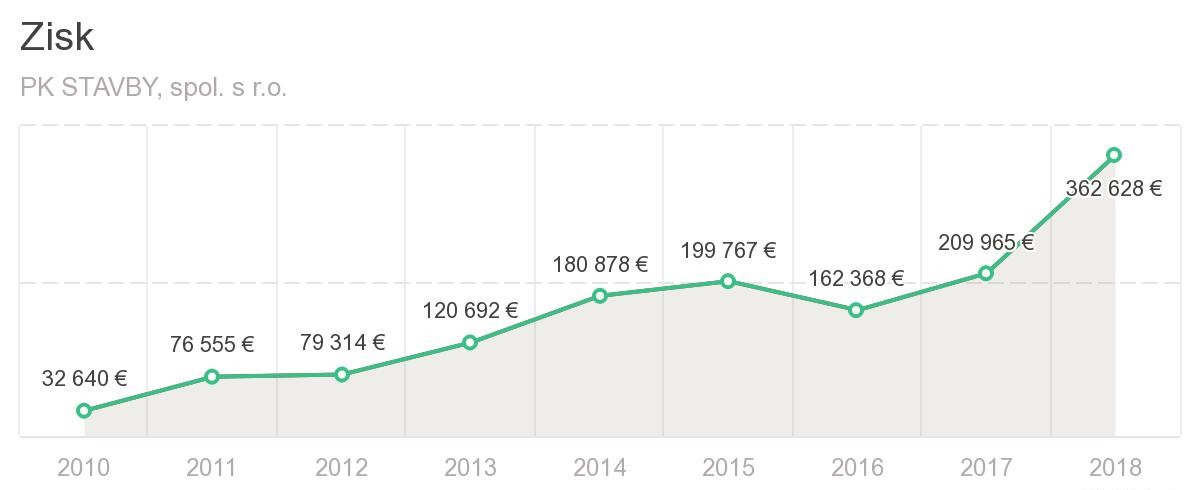 Zisk
PK STAVBY, spol. s r.o.
32 640 €
76 555 €
79 314 €
120 692 €
180 878 €
199 767 €
162 368 €
209 965 €
362 628 €
2010 2011 2012 2013 2014 2015 2016 2017 2018